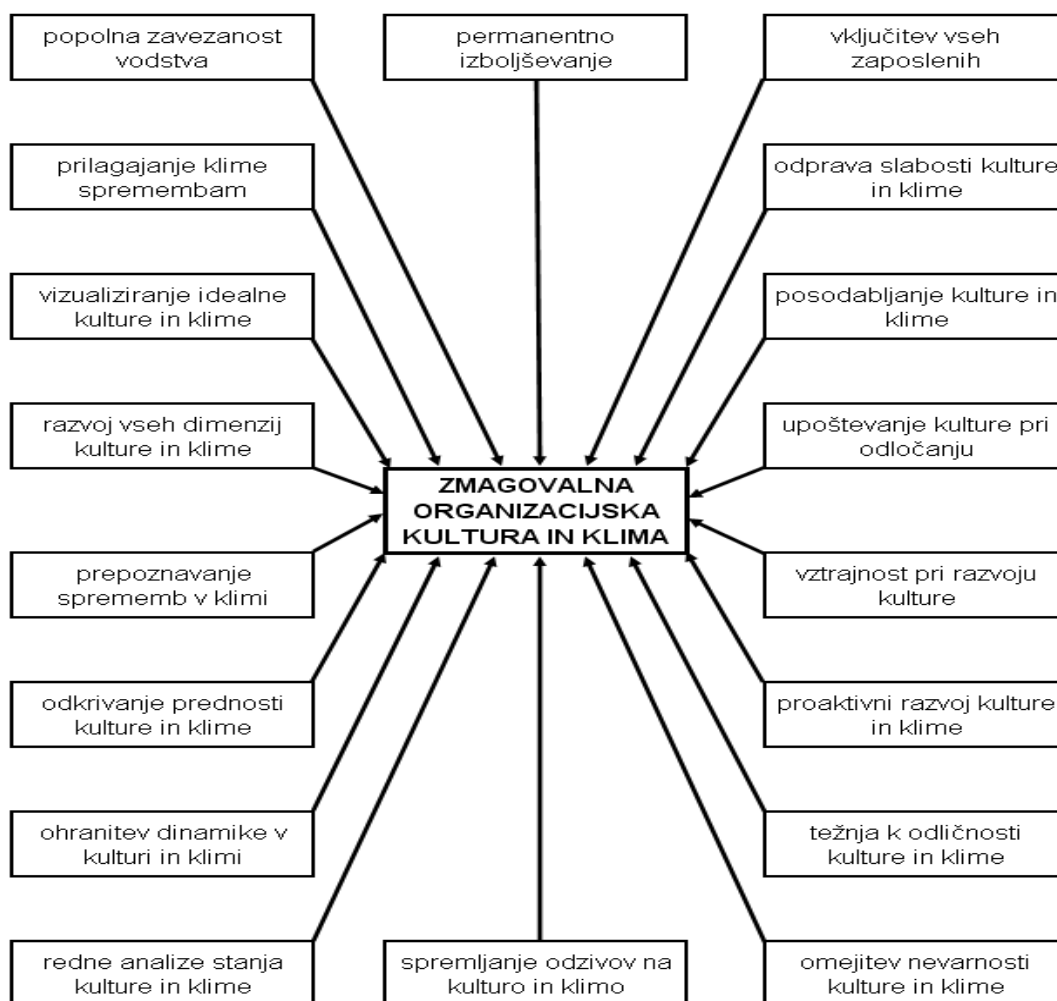 popolna zavezanost
vodstva
permanentno
izboljševanje
vključitev vseh
zaposlenih
prilagajanje klime
spremembam
odprava slabosti kulture
in klime
vizualiziranje idealne
kulture in klime
posodabljanje kulture in
klime
razvoj vseh dimenzij
kulture in klime
upoštevanje kulture pri
odločanju
ZMAGOVALNA
ORGANIZACIJSKA
KULTURA IN KLIMA
prepoznavanje
sprememb v klimi
vztrajnost pri razvoju
kulture
odkrivanje prednosti
kulture in klime
proaktivni razvoj kulture
in klime
ohranitev dinamike v
kulturi in klimi
težnja k odličnosti
kulture in klime
redne analize stanja
kulture in klime
spremljanje odzivov na
kulturo in klimo
omejitev nevarnosti
kulture in klime